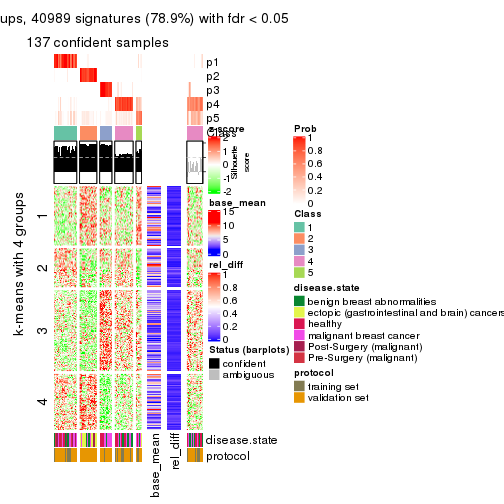 ups, 40989 signatures (78.9%) with fdr < 0.05
137 confident samples
p1
p2
p3
p4
p5
Class
Silhouette score
1
2
3
4
k-means with 4 groups
disease.state
protocol
base_mean
rel_diff
z-score
2
1
0
-1
-2
base_mean
15
10
5
0
rel_diff
1
0.8
0.6
0.4
0.2
0
Status (barplots)
confident
ambiguous
Prob
1
0.8
0.6
0.4
0.2
0
Class
1
2
3
4
5
disease.state
benign breast abnormalities
ectopic (gastrointestinal and brain) cancers
healthy
malignant breast cancer
Post-Surgery (malignant)
Pre-Surgery (malignant)
protocol
training set
validation set